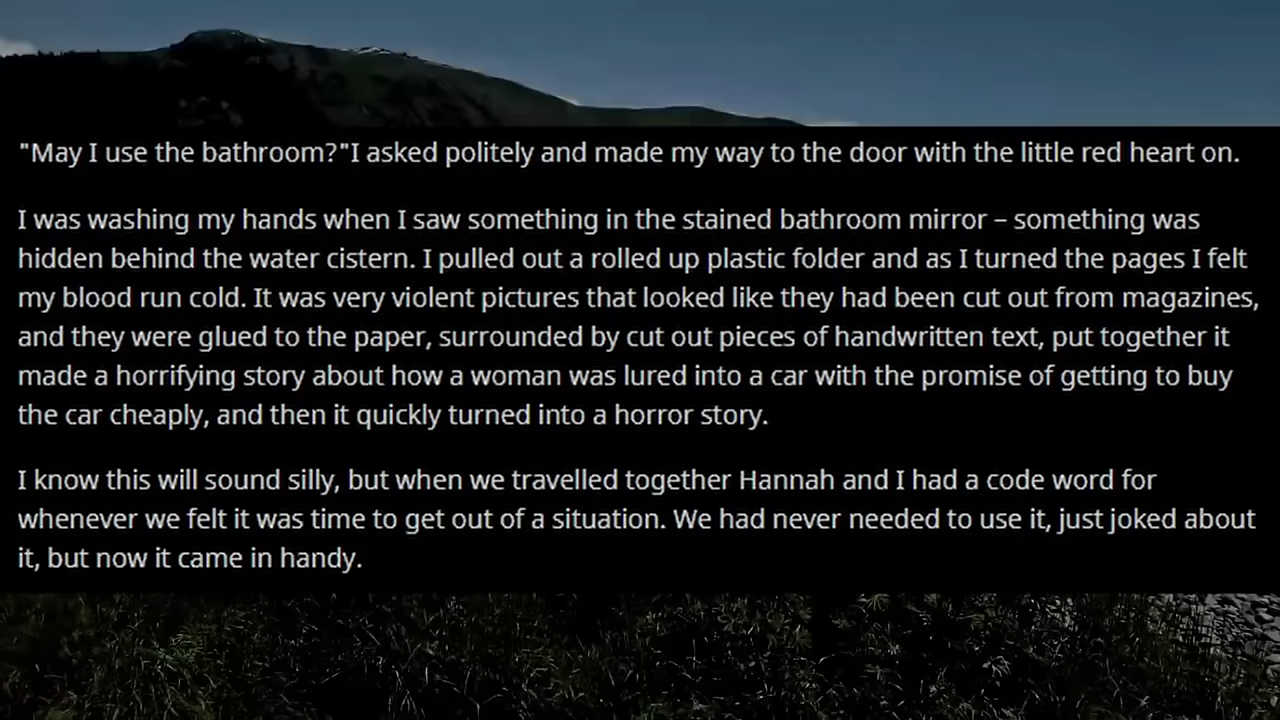 "May I use the bathroom?"I asked politely and made my way to the door with the little red heart on.
I was washing my hands when I saw something in the stained bathroom mirror – something was
hidden behind the water cistern. I pulled out a rolled up plastic folder and as I turned the pages I felt
my blood run cold. It was very violent pictures that looked like they had been cut out from magazines,
and they were glued to the paper, surrounded by cut out pieces of handwritten text, put together it
made a horrifying story about how a woman was lured into a car with the promise of getting to buy
the car cheaply, and then it quickly turned into a horror story.
I know this will sound silly, but when we travelled together Hannah and I had a code word for
whenever we felt it was time to get out of a situation. We had never needed to use it, just joked about
it, but now it came in handy.